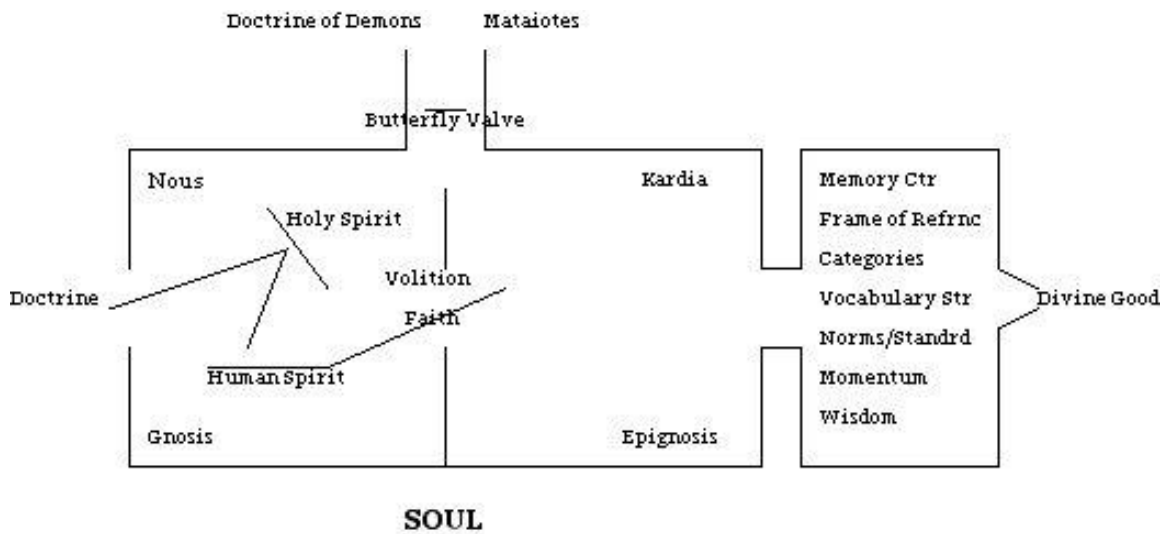 Doctrine of Demons
Mataiotes
Butterfly Valve
Nous
Kardia
Memory Ctr
Holy Spirit
Frame of Refrnc
Categories
Volition
Doctrine
Vocabulary Str
Divine Good
Faith
Norms/Standrd
Human Spirit
Momentum
Wisdom
Gnosis
Epignosis
SOUL